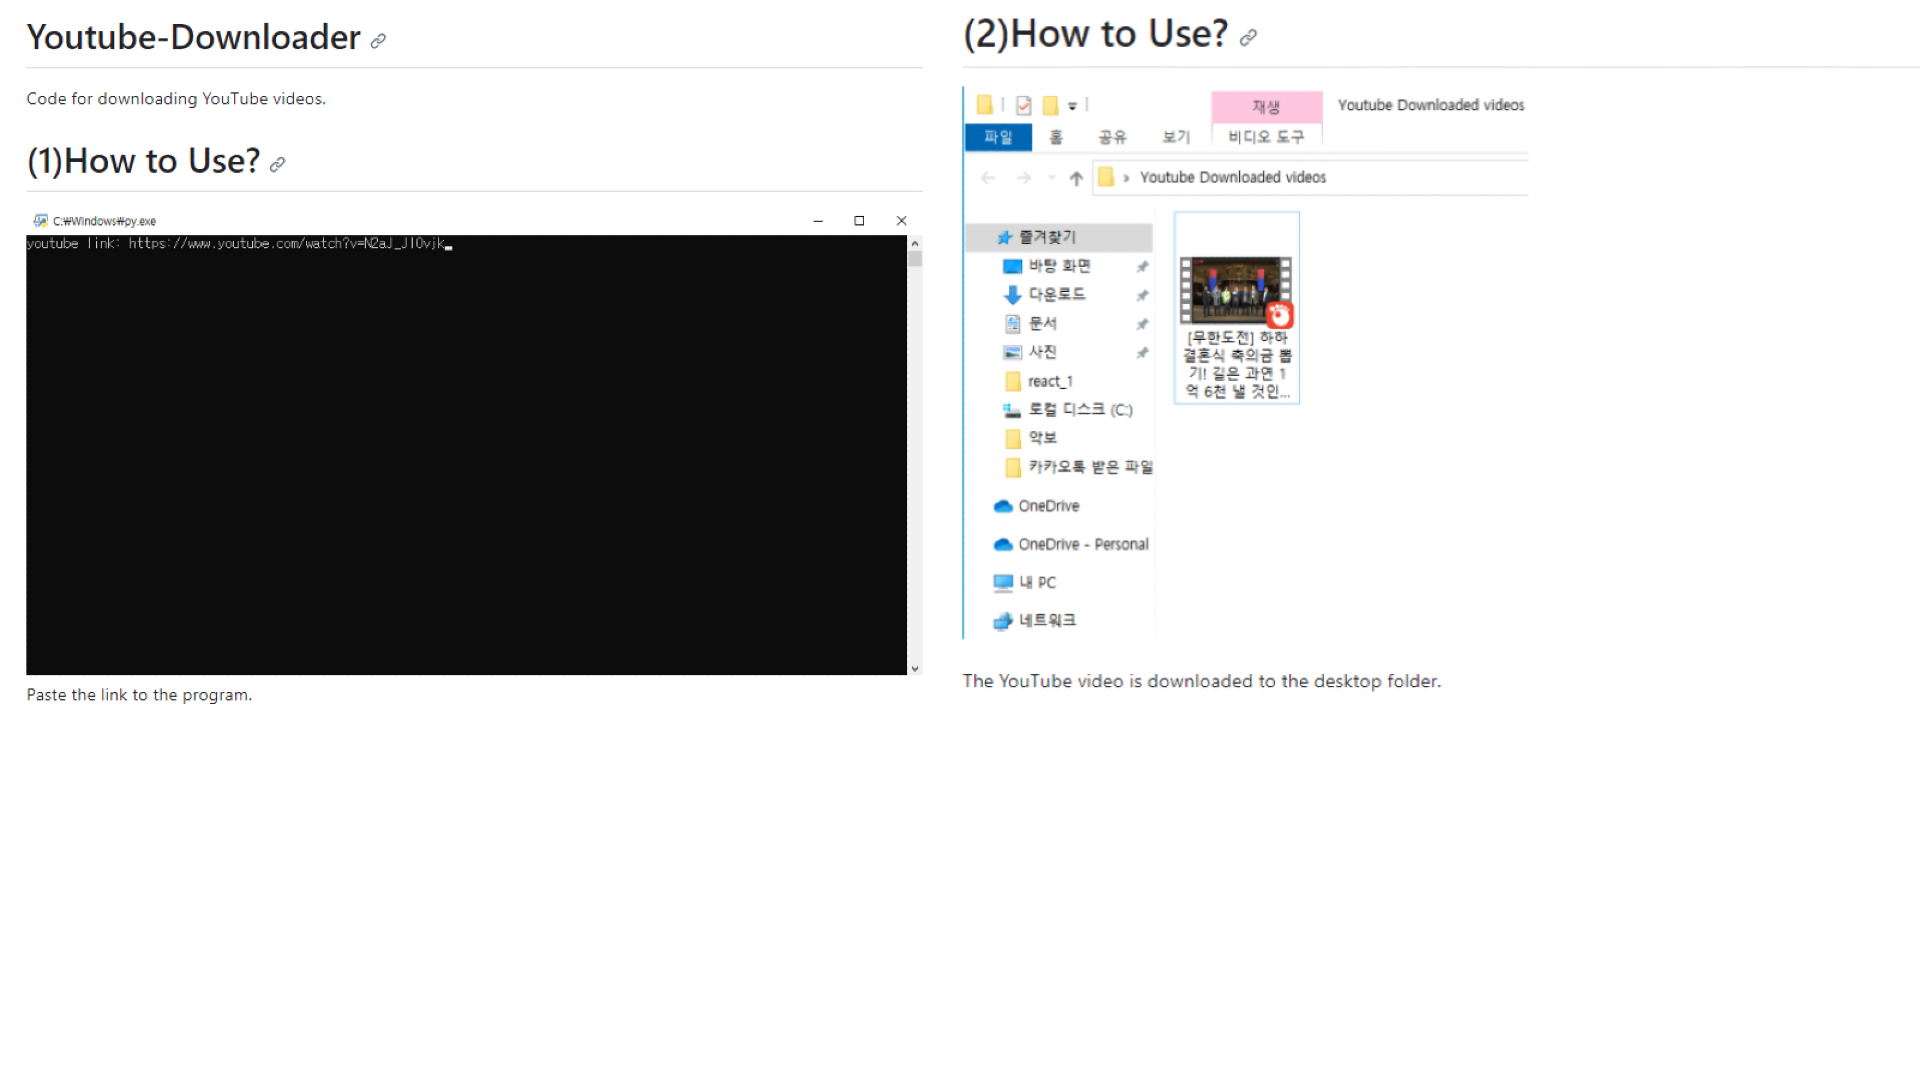 Youtube-Downloader
Code for downloading YouTube videos.
(1)How to Use?
C:₩Windows₩py.exe
youtube link: https://www.youtube.com/watch?v=N2aJ_JlOvjk
Paste the link to the program.
(2)How to Use?
재생
Youtube Downloaded videos
파일
홈
공유
보기
비디오 도구
Youtube Downloaded videos
즐겨찾기
바탕 화면
다운로드
문서
사진
react_1
로컬 디스크 (C:)
악보
카카오톡 받은 파일
OneDrive
OneDrive - Personal
내 PC
네트워크
[무한도전] 하하
결혼식 축의금 뽑
기! 길은 과연 1
억 6천 낼 것인...
The YouTube video is downloaded to the desktop folder.